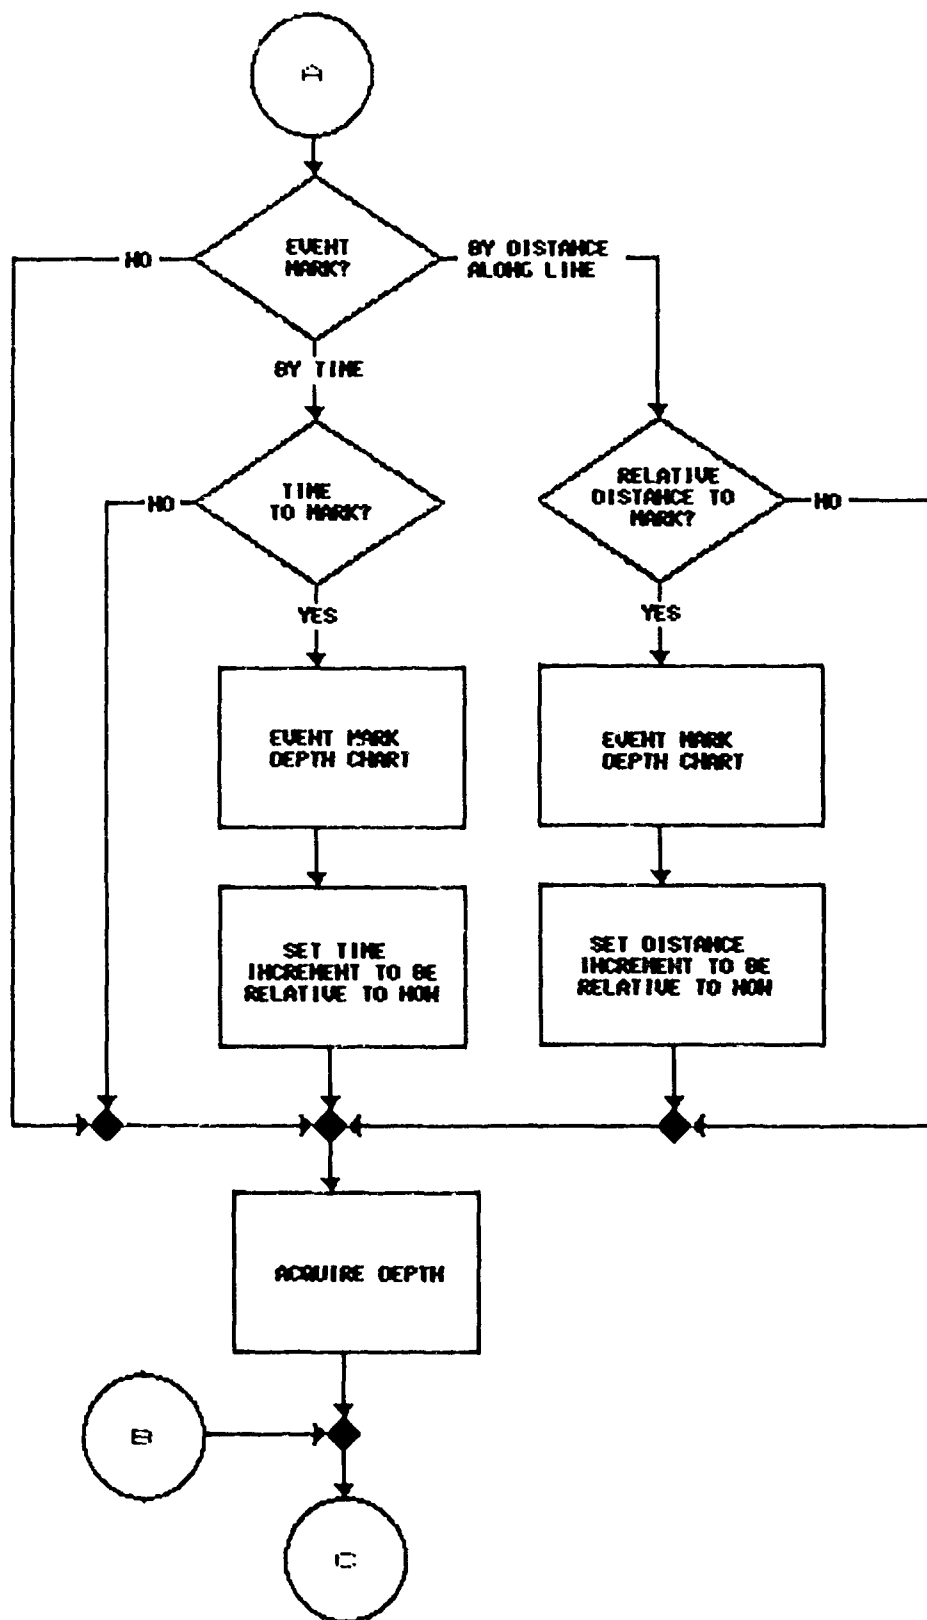 A
EVENT
MARK?
NO
BY DISTANCE
ALONG LINE
BY TIME
TIME
TO MARK?
NO
RELATIVE
DISTANCE TO
MARK?
NO
YES
YES
EVENT MARK
DEPTH CHART
EVENT MARK
DEPTH CHART
SET TIME
INCREMENT TO BE
RELATIVE TO NOW
SET DISTANCE
INCREMENT TO BE
RELATIVE TO NOW
ACQUIRE DEPTH
B
C